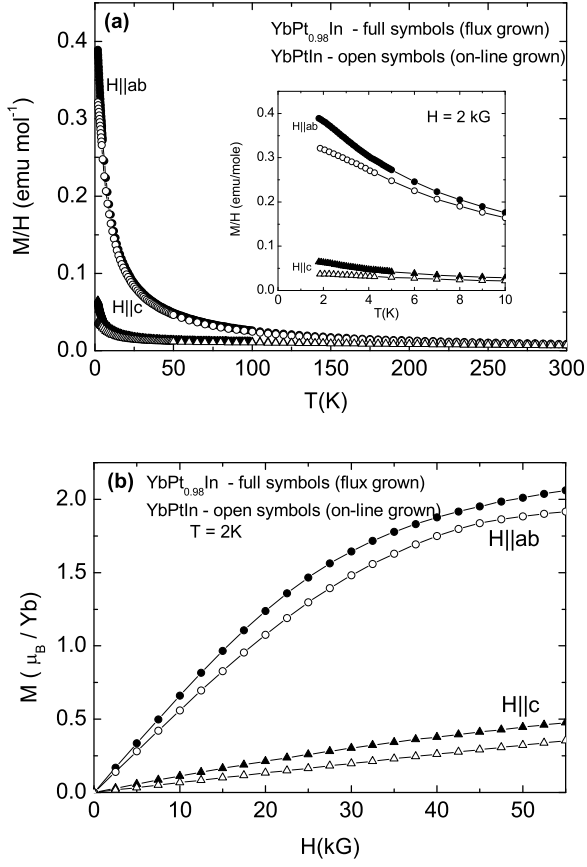 (a)
YbPt0.98In - full symbols (flux grown)
YbPtIn - open symbols (on-line grown)
H||ab
H||c
M/H (emu mol-1)
0.4
0.3
0.2
0.1
0.0
0 50 100 150 200 250 300
T(K)
H = 2 kG
H||ab
H||c
M/H (emu/mole)
0.4
0.3
0.2
0.1
0.0
0 2 4 6 8 10
T(K)
(b)
YbPt0.98In - full symbols (flux grown)
YbPtIn - open symbols (on-line grown)
T = 2K
H||ab
H||c
M ( μB / Yb)
2.0
1.5
1.0
0.5
0.0
0 10 20 30 40 50
H(kG)